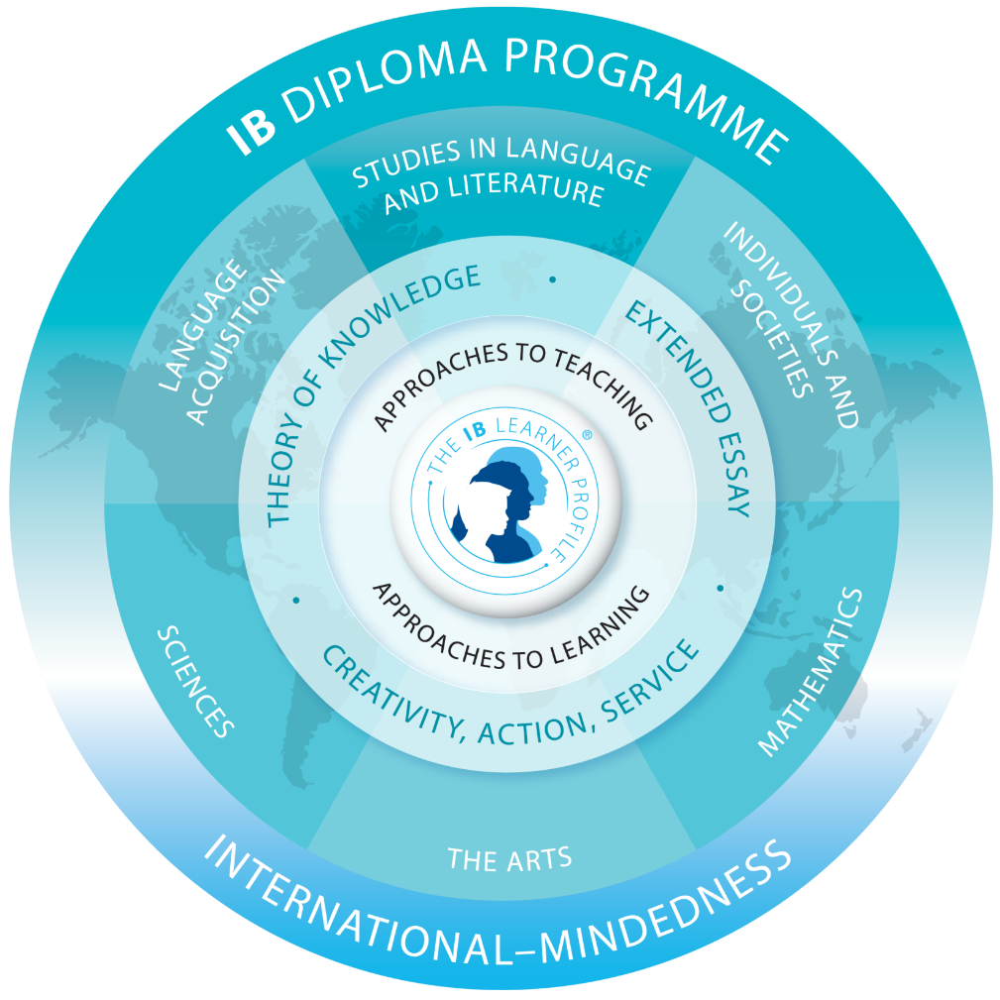 IB DIPLOMA PROGRAMME
STUDIES IN LANGUAGE
AND LITERATURE
INDIVIDUALS AND
SOCIETIES
MATHEMATICS
THE ARTS
SCIENCES
LANGUAGE
ACQUISITION
THEORY OF KNOWLEDGE
EXTENDED ESSAY
CREATIVITY, ACTION, SERVICE
APPROACHES TO TEACHING
APPROACHES TO LEARNING
THE IB LEARNER PROFILE
®
INTERNATIONAL–MINDEDNESS